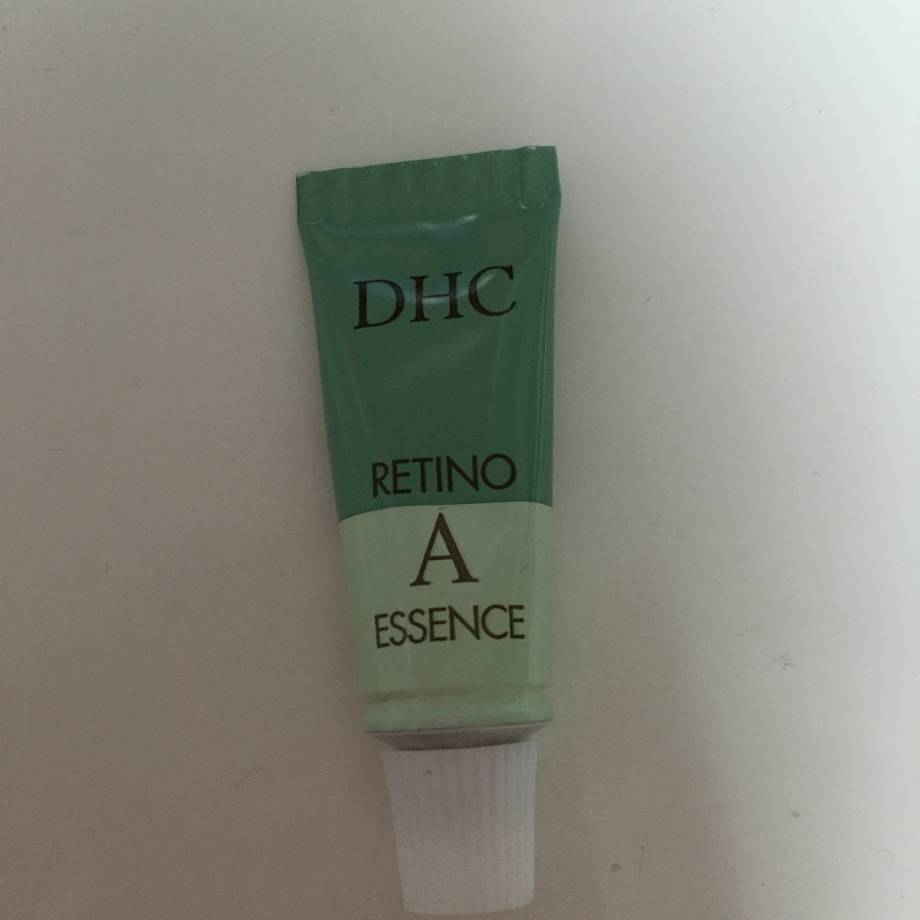 DHC
RETINO
A
ESSENCE